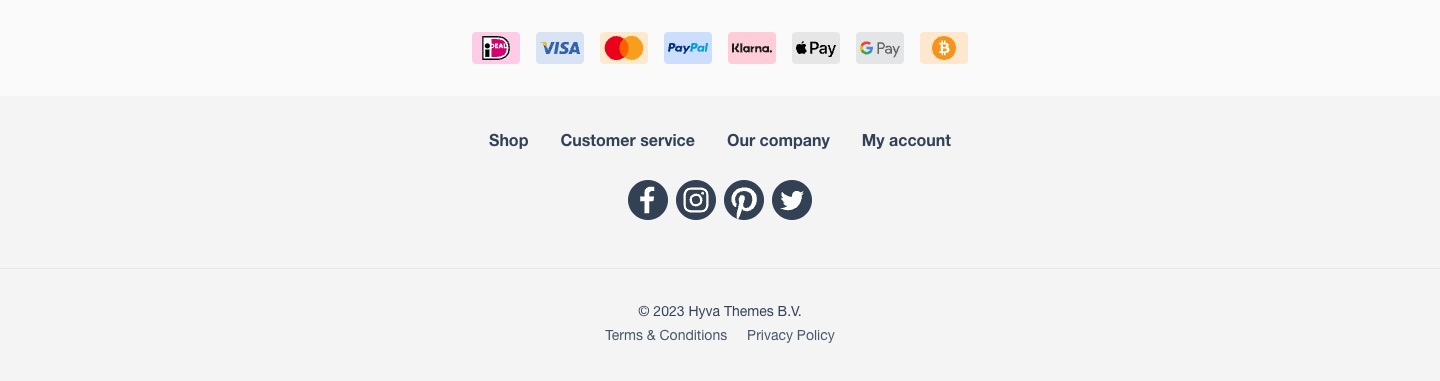 iDEAL VISA PayPal Klarna. Pay G Pay
Shop Customer service Our company My account
© 2023 Hyva Themes B.V.
Terms & Conditions Privacy Policy